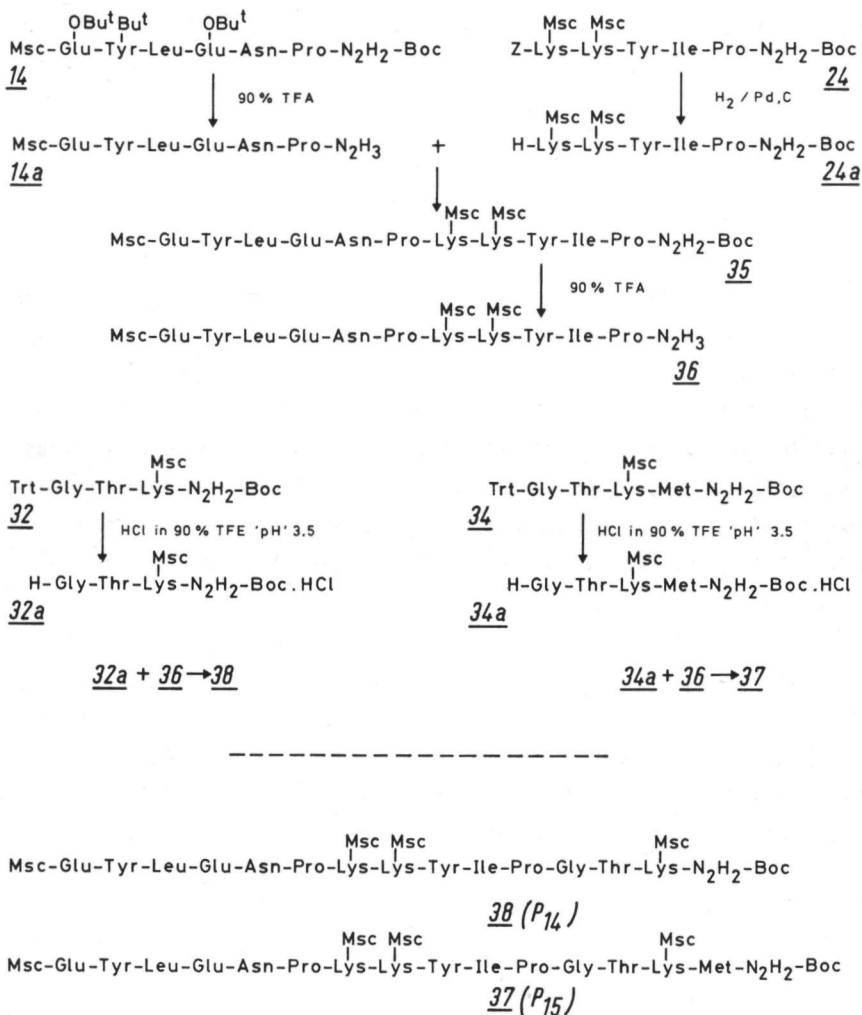 OBuᵗ Buᵗ OBuᵗ
Msc-Glu-Tyr-Leu-Glu-Asn-Pro-N₂H₂-Boc
14
90% TFA
Msc-Glu-Tyr-Leu-Glu-Asn-Pro-N₂H₃ +
14a
Msc Msc
Z-Lys-Lys-Tyr-Ile-Pro-N₂H₂-Boc
24
H₂/Pd,C
Msc Msc
H-Lys-Lys-Tyr-Ile-Pro-N₂H₂-Boc
24a
Msc Msc
Msc-Glu-Tyr-Leu-Glu-Asn-Pro-Lys-Lys-Tyr-Ile-Pro-N₂H₂-Boc
35
90% TFA
Msc Msc
Msc-Glu-Tyr-Leu-Glu-Asn-Pro-Lys-Lys-Tyr-Ile-Pro-N₂H₃
36
Msc
Trt-Gly-Thr-Lys-N₂H₂-Boc
32
HCl in 90% TFE 'pH' 3.5
Msc
H-Gly-Thr-Lys-N₂H₂-Boc.HCl
32a
32a + 36 → 38
Msc
Trt-Gly-Thr-Lys-Met-N₂H₂-Boc
34
HCl in 90% TFE 'pH' 3.5
Msc
H-Gly-Thr-Lys-Met-N₂H₂-Boc.HCl
34a
34a + 36 → 37
Msc Msc Msc
Msc-Glu-Tyr-Leu-Glu-Asn-Pro-Lys-Lys-Tyr-Ile-Pro-Gly-Thr-Lys-N₂H₂-Boc
38 (P₁₄)
Msc Msc Msc
Msc-Glu-Tyr-Leu-Glu-Asn-Pro-Lys-Lys-Tyr-Ile-Pro-Gly-Thr-Lys-Met-N₂H₂-Boc
37 (P₁₅)